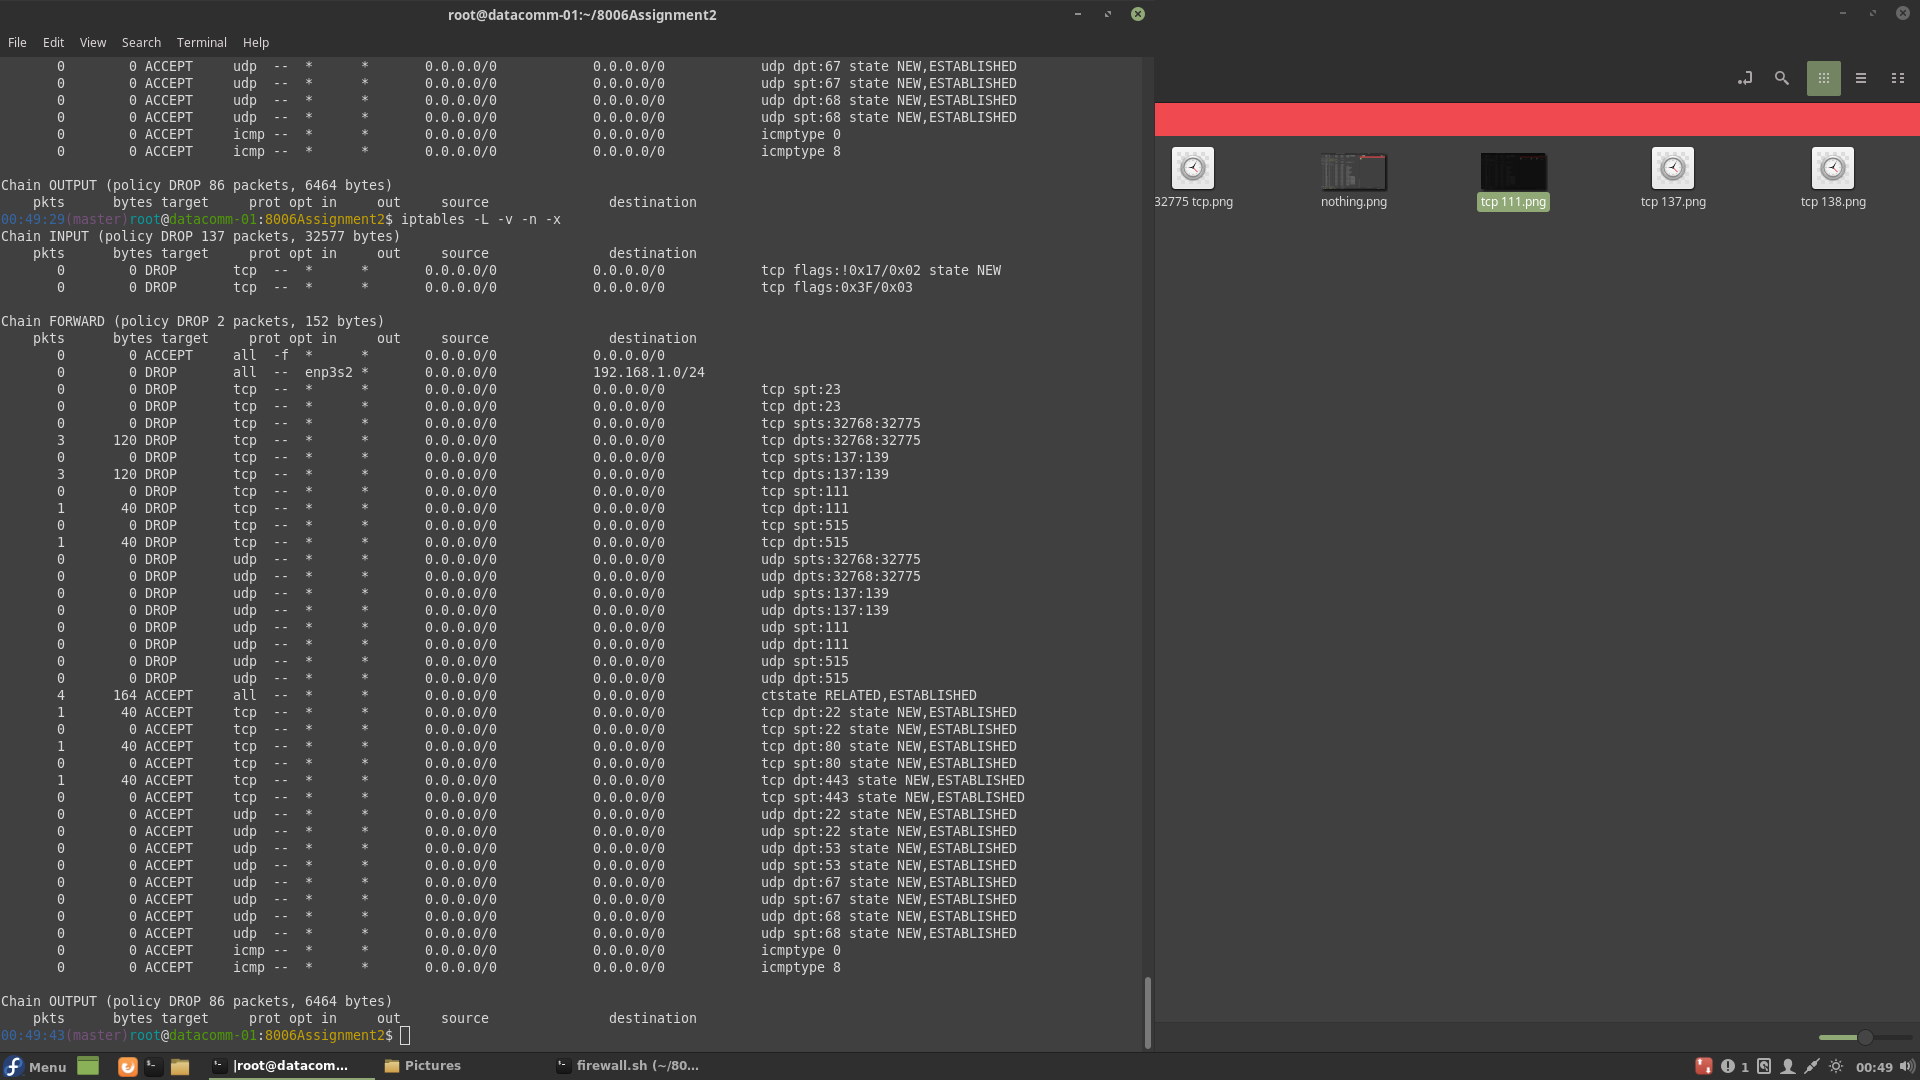 root@datacomm-01:~/8006Assignment2
File Edit View Search Terminal Help
0 0 ACCEPT udp -- * * 0.0.0.0/0 0.0.0.0/0 udp dpt:67 state NEW,ESTABLISHED
0 0 ACCEPT udp -- * * 0.0.0.0/0 0.0.0.0/0 udp spt:67 state NEW,ESTABLISHED
0 0 ACCEPT udp -- * * 0.0.0.0/0 0.0.0.0/0 udp dpt:68 state NEW,ESTABLISHED
0 0 ACCEPT udp -- * * 0.0.0.0/0 0.0.0.0/0 udp spt:68 state NEW,ESTABLISHED
0 0 ACCEPT icmp -- * * 0.0.0.0/0 0.0.0.0/0 icmptype 0
0 0 ACCEPT icmp -- * * 0.0.0.0/0 0.0.0.0/0 icmptype 8
Chain OUTPUT (policy DROP 86 packets, 6464 bytes)
pkts bytes target prot opt in out source destination
00:49:29(master)root@datacomm-01:8006Assignment2$ iptables -L -v -n -x
Chain INPUT (policy DROP 137 packets, 32577 bytes)
pkts bytes target prot opt in out source destination
0 0 DROP tcp -- * * 0.0.0.0/0 0.0.0.0/0 tcp flags:!0x17/0x02 state NEW
0 0 DROP tcp -- * * 0.0.0.0/0 0.0.0.0/0 tcp flags:0x3F/0x03
Chain FORWARD (policy DROP 2 packets, 152 bytes)
pkts bytes target prot opt in out source destination
0 0 ACCEPT all -f * * 0.0.0.0/0 0.0.0.0/0
0 0 DROP all -- enp3s2 * 0.0.0.0/0 192.168.1.0/24
0 0 DROP tcp -- * * 0.0.0.0/0 0.0.0.0/0 tcp spt:23
0 0 DROP tcp -- * * 0.0.0.0/0 0.0.0.0/0 tcp dpt:23
0 0 DROP tcp -- * * 0.0.0.0/0 0.0.0.0/0 tcp spts:32768:32775
3 120 DROP tcp -- * * 0.0.0.0/0 0.0.0.0/0 tcp dpts:32768:32775
0 0 DROP tcp -- * * 0.0.0.0/0 0.0.0.0/0 tcp spts:137:139
3 120 DROP tcp -- * * 0.0.0.0/0 0.0.0.0/0 tcp dpts:137:139
0 0 DROP tcp -- * * 0.0.0.0/0 0.0.0.0/0 tcp spt:111
1 40 DROP tcp -- * * 0.0.0.0/0 0.0.0.0/0 tcp dpt:111
0 0 DROP tcp -- * * 0.0.0.0/0 0.0.0.0/0 tcp spt:515
1 40 DROP tcp -- * * 0.0.0.0/0 0.0.0.0/0 tcp dpt:515
0 0 DROP udp -- * * 0.0.0.0/0 0.0.0.0/0 udp spts:32768:32775
0 0 DROP udp -- * * 0.0.0.0/0 0.0.0.0/0 udp dpts:32768:32775
0 0 DROP udp -- * * 0.0.0.0/0 0.0.0.0/0 udp spts:137:139
0 0 DROP udp -- * * 0.0.0.0/0 0.0.0.0/0 udp dpts:137:139
0 0 DROP udp -- * * 0.0.0.0/0 0.0.0.0/0 udp spt:111
0 0 DROP udp -- * * 0.0.0.0/0 0.0.0.0/0 udp dpt:111
0 0 DROP udp -- * * 0.0.0.0/0 0.0.0.0/0 udp spt:515
0 0 DROP udp -- * * 0.0.0.0/0 0.0.0.0/0 udp dpt:515
4 164 ACCEPT all -- * * 0.0.0.0/0 0.0.0.0/0 ctstate RELATED,ESTABLISHED
1 40 ACCEPT tcp -- * * 0.0.0.0/0 0.0.0.0/0 tcp dpt:22 state NEW,ESTABLISHED
0 0 ACCEPT tcp -- * * 0.0.0.0/0 0.0.0.0/0 tcp spt:22 state NEW,ESTABLISHED
1 40 ACCEPT tcp -- * * 0.0.0.0/0 0.0.0.0/0 tcp dpt:80 state NEW,ESTABLISHED
0 0 ACCEPT tcp -- * * 0.0.0.0/0 0.0.0.0/0 tcp spt:80 state NEW,ESTABLISHED
1 40 ACCEPT tcp -- * * 0.0.0.0/0 0.0.0.0/0 tcp dpt:443 state NEW,ESTABLISHED
0 0 ACCEPT tcp -- * * 0.0.0.0/0 0.0.0.0/0 tcp spt:443 state NEW,ESTABLISHED
0 0 ACCEPT udp -- * * 0.0.0.0/0 0.0.0.0/0 udp dpt:22 state NEW,ESTABLISHED
0 0 ACCEPT udp -- * * 0.0.0.0/0 0.0.0.0/0 udp spt:22 state NEW,ESTABLISHED
0 0 ACCEPT udp -- * * 0.0.0.0/0 0.0.0.0/0 udp dpt:53 state NEW,ESTABLISHED
0 0 ACCEPT udp -- * * 0.0.0.0/0 0.0.0.0/0 udp spt:53 state NEW,ESTABLISHED
0 0 ACCEPT udp -- * * 0.0.0.0/0 0.0.0.0/0 udp dpt:67 state NEW,ESTABLISHED
0 0 ACCEPT udp -- * * 0.0.0.0/0 0.0.0.0/0 udp spt:67 state NEW,ESTABLISHED
0 0 ACCEPT udp -- * * 0.0.0.0/0 0.0.0.0/0 udp dpt:68 state NEW,ESTABLISHED
0 0 ACCEPT udp -- * * 0.0.0.0/0 0.0.0.0/0 udp spt:68 state NEW,ESTABLISHED
0 0 ACCEPT icmp -- * * 0.0.0.0/0 0.0.0.0/0 icmptype 0
0 0 ACCEPT icmp -- * * 0.0.0.0/0 0.0.0.0/0 icmptype 8
Chain OUTPUT (policy DROP 86 packets, 6464 bytes)
pkts bytes target prot opt in out source destination
00:49:43(master)root@datacomm-01:8006Assignment2$
32775 tcp.png nothing.png tcp 111.png tcp 137.png tcp 138.png
Menu |root@datacom... Pictures firewall.sh (~/80... 1 00:49